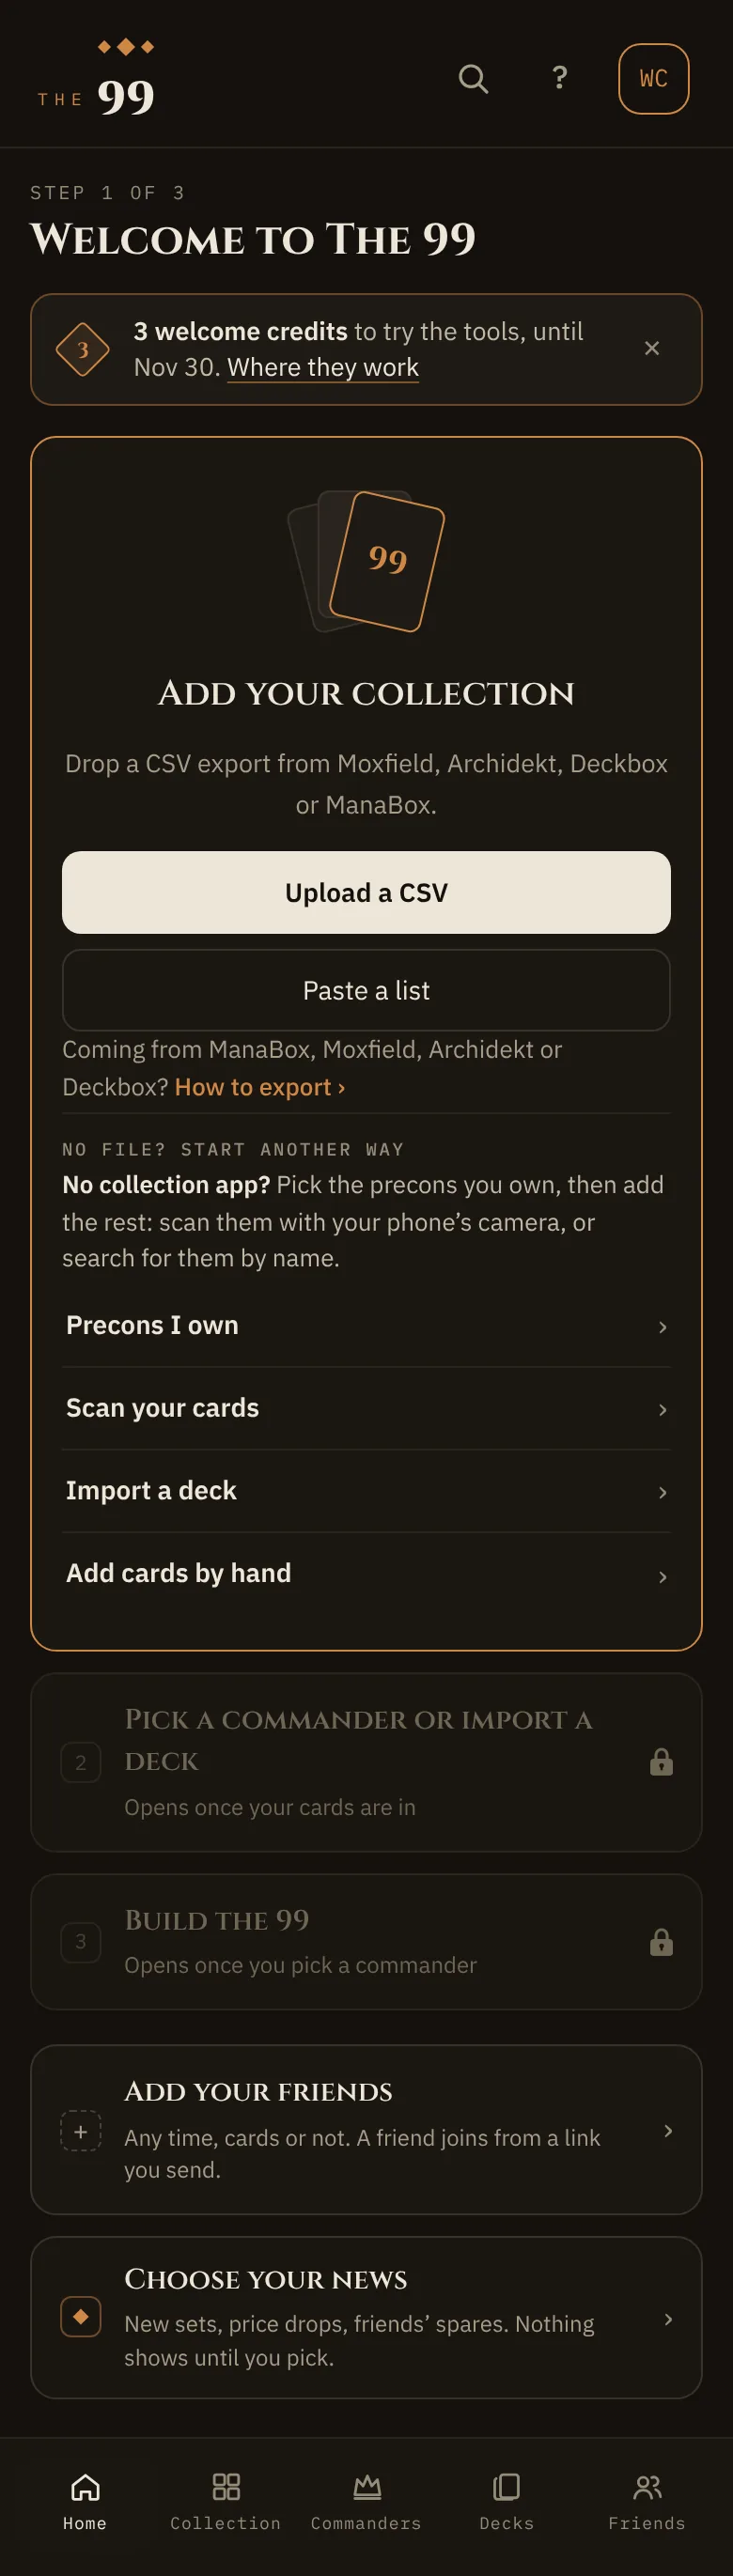 THE 99
?
WC
STEP 1 OF 3
Welcome to The 99
3
3 welcome credits to try the tools, until
Nov 30. Where they work
99
Add your collection
Drop a CSV export from Moxfield, Archidekt, Deckbox
or ManaBox.
Upload a CSV
Paste a list
Coming from ManaBox, Moxfield, Archidekt or
Deckbox? How to export ›
NO FILE? START ANOTHER WAY
No collection app? Pick the precons you own, then add
the rest: scan them with your phone’s camera, or
search for them by name.
Precons I own
Scan your cards
Import a deck
Add cards by hand
Pick a commander or import a
deck
2
Opens once your cards are in
Build the 99
3
Opens once you pick a commander
Add your friends
Any time, cards or not. A friend joins from a link
you send.
Choose your news
New sets, price drops, friends’ spares. Nothing
shows until you pick.
Home
Collection
Commanders
Decks
Friends